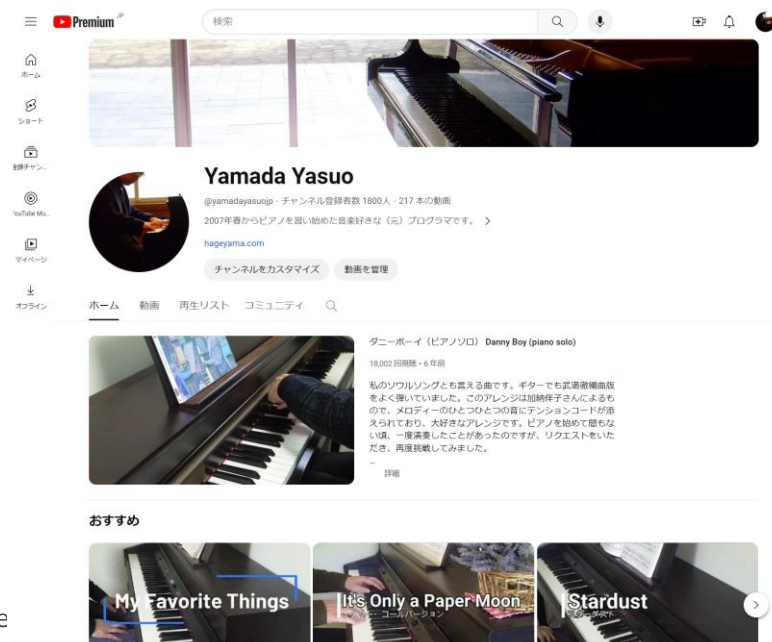 Premium JP
検索
ホーム
ショート
登録チャン...
YouTube Mu...
マイページ
オフライン
Yamada Yasuo
@yamadayasuojp・チャンネル登録者数 1800人・217 本の動画
2007年春からピアノを習い始めた音楽好きな（元）プログラマです。
hageyama.com
チャンネルをカスタマイズ 動画を管理
ホーム 動画 再生リスト コミュニティ
ダニーボーイ（ピアノソロ） Danny Boy (piano solo)
18,002 回視聴・6 年前
私のソウルソングとも言える曲です。ギターでも武満徹編曲版
をよく弾いていました。このアレンジは加納伴子さんによるも
ので、メロディーのひとつひとつの音にテンションコードが添
えられており、大好きなアレンジです。ピアノを始めて間もな
い頃、一度演奏したことがあったのですが、リクエストをいた
だき、再度挑戦してみました。
...
詳細
おすすめ
My Favorite Things
It's Only a Paper Moon
Stardust
e